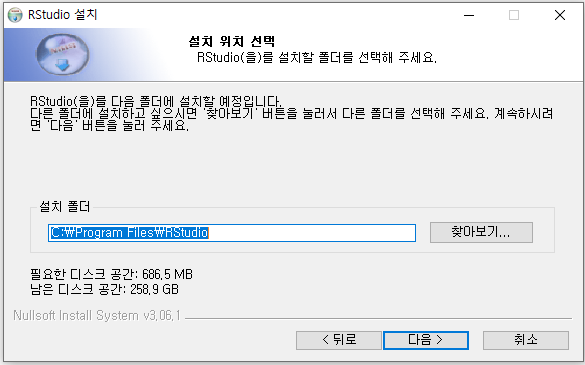 RStudio 설치
설치 위치 선택
RStudio(을)를 설치할 폴더를 선택해 주세요.
RStudio(을)를 다음 폴더에 설치할 예정입니다.
다른 폴더에 설치하고 싶으시면 '찾아보기' 버튼을 눌러서 다른 폴더를 선택해 주세요. 계속하시려
면 '다음' 버튼을 눌러 주세요.
설치 폴더
C:₩Program Files₩RStudio
찾아보기...
필요한 디스크 공간: 686.5 MB
남은 디스크 공간: 258.9 GB
Nullsoft Install System v3.06.1
< 뒤로
다음 >
취소